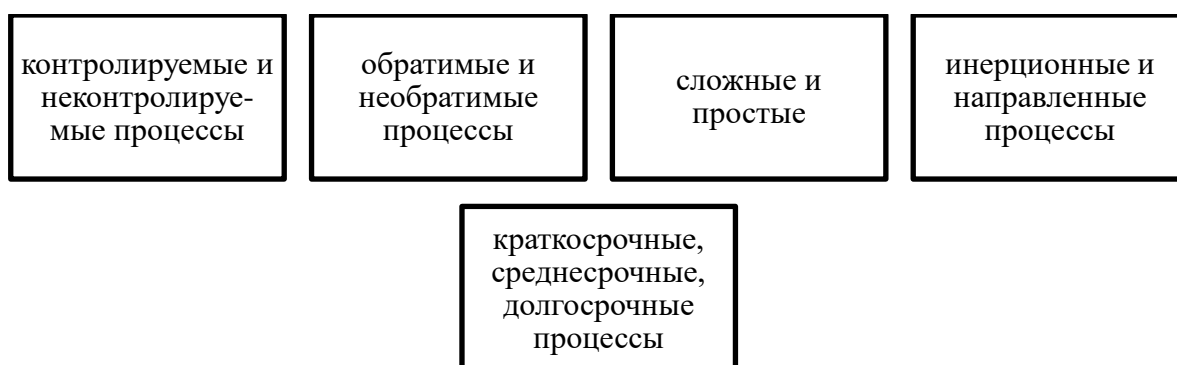 контролируемые и
неконтролируе-
мые процессы
обратимые и
необратимые
процессы
сложные и
простые
инерционные и
направленные
процессы
краткосрочные,
среднесрочные,
долгосрочные
процессы